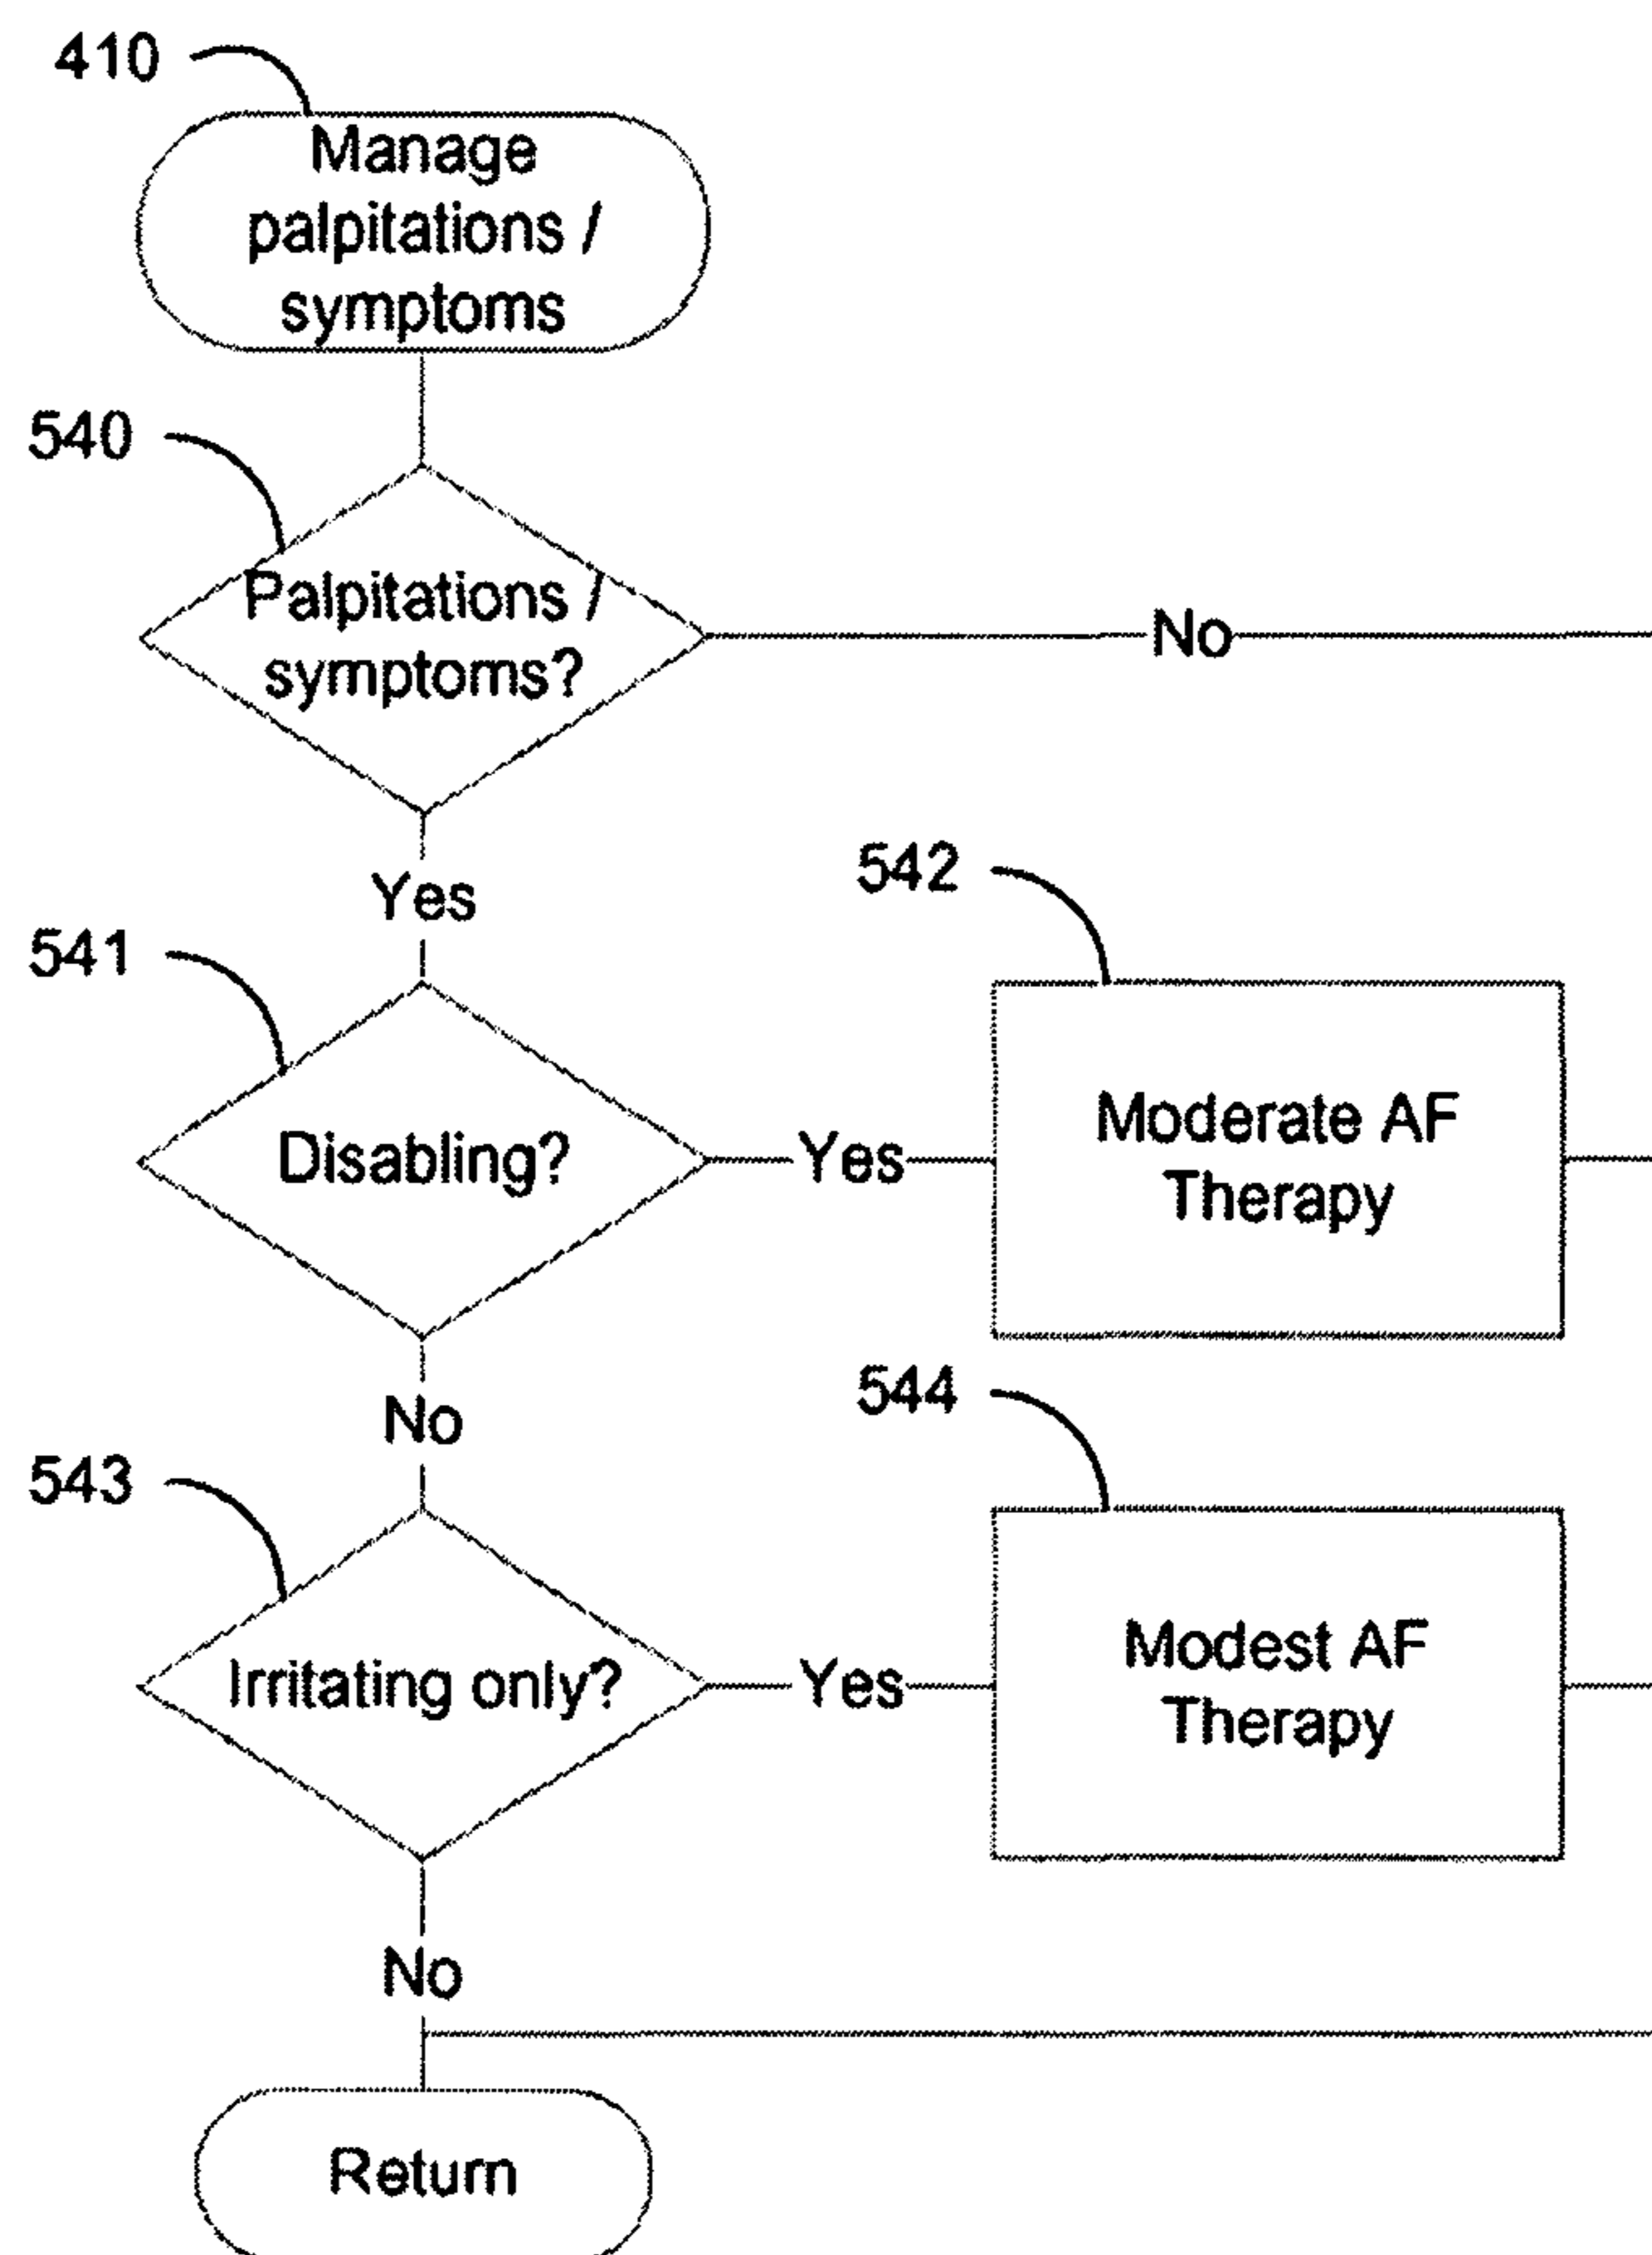 410
Manage
palpitations /
symptoms
540
Palpitations /
symptoms?
No
Yes
541
Disabling?
Yes
542
Moderate AF
Therapy
No
543
Irritating only?
Yes
544
Modest AF
Therapy
No
Return